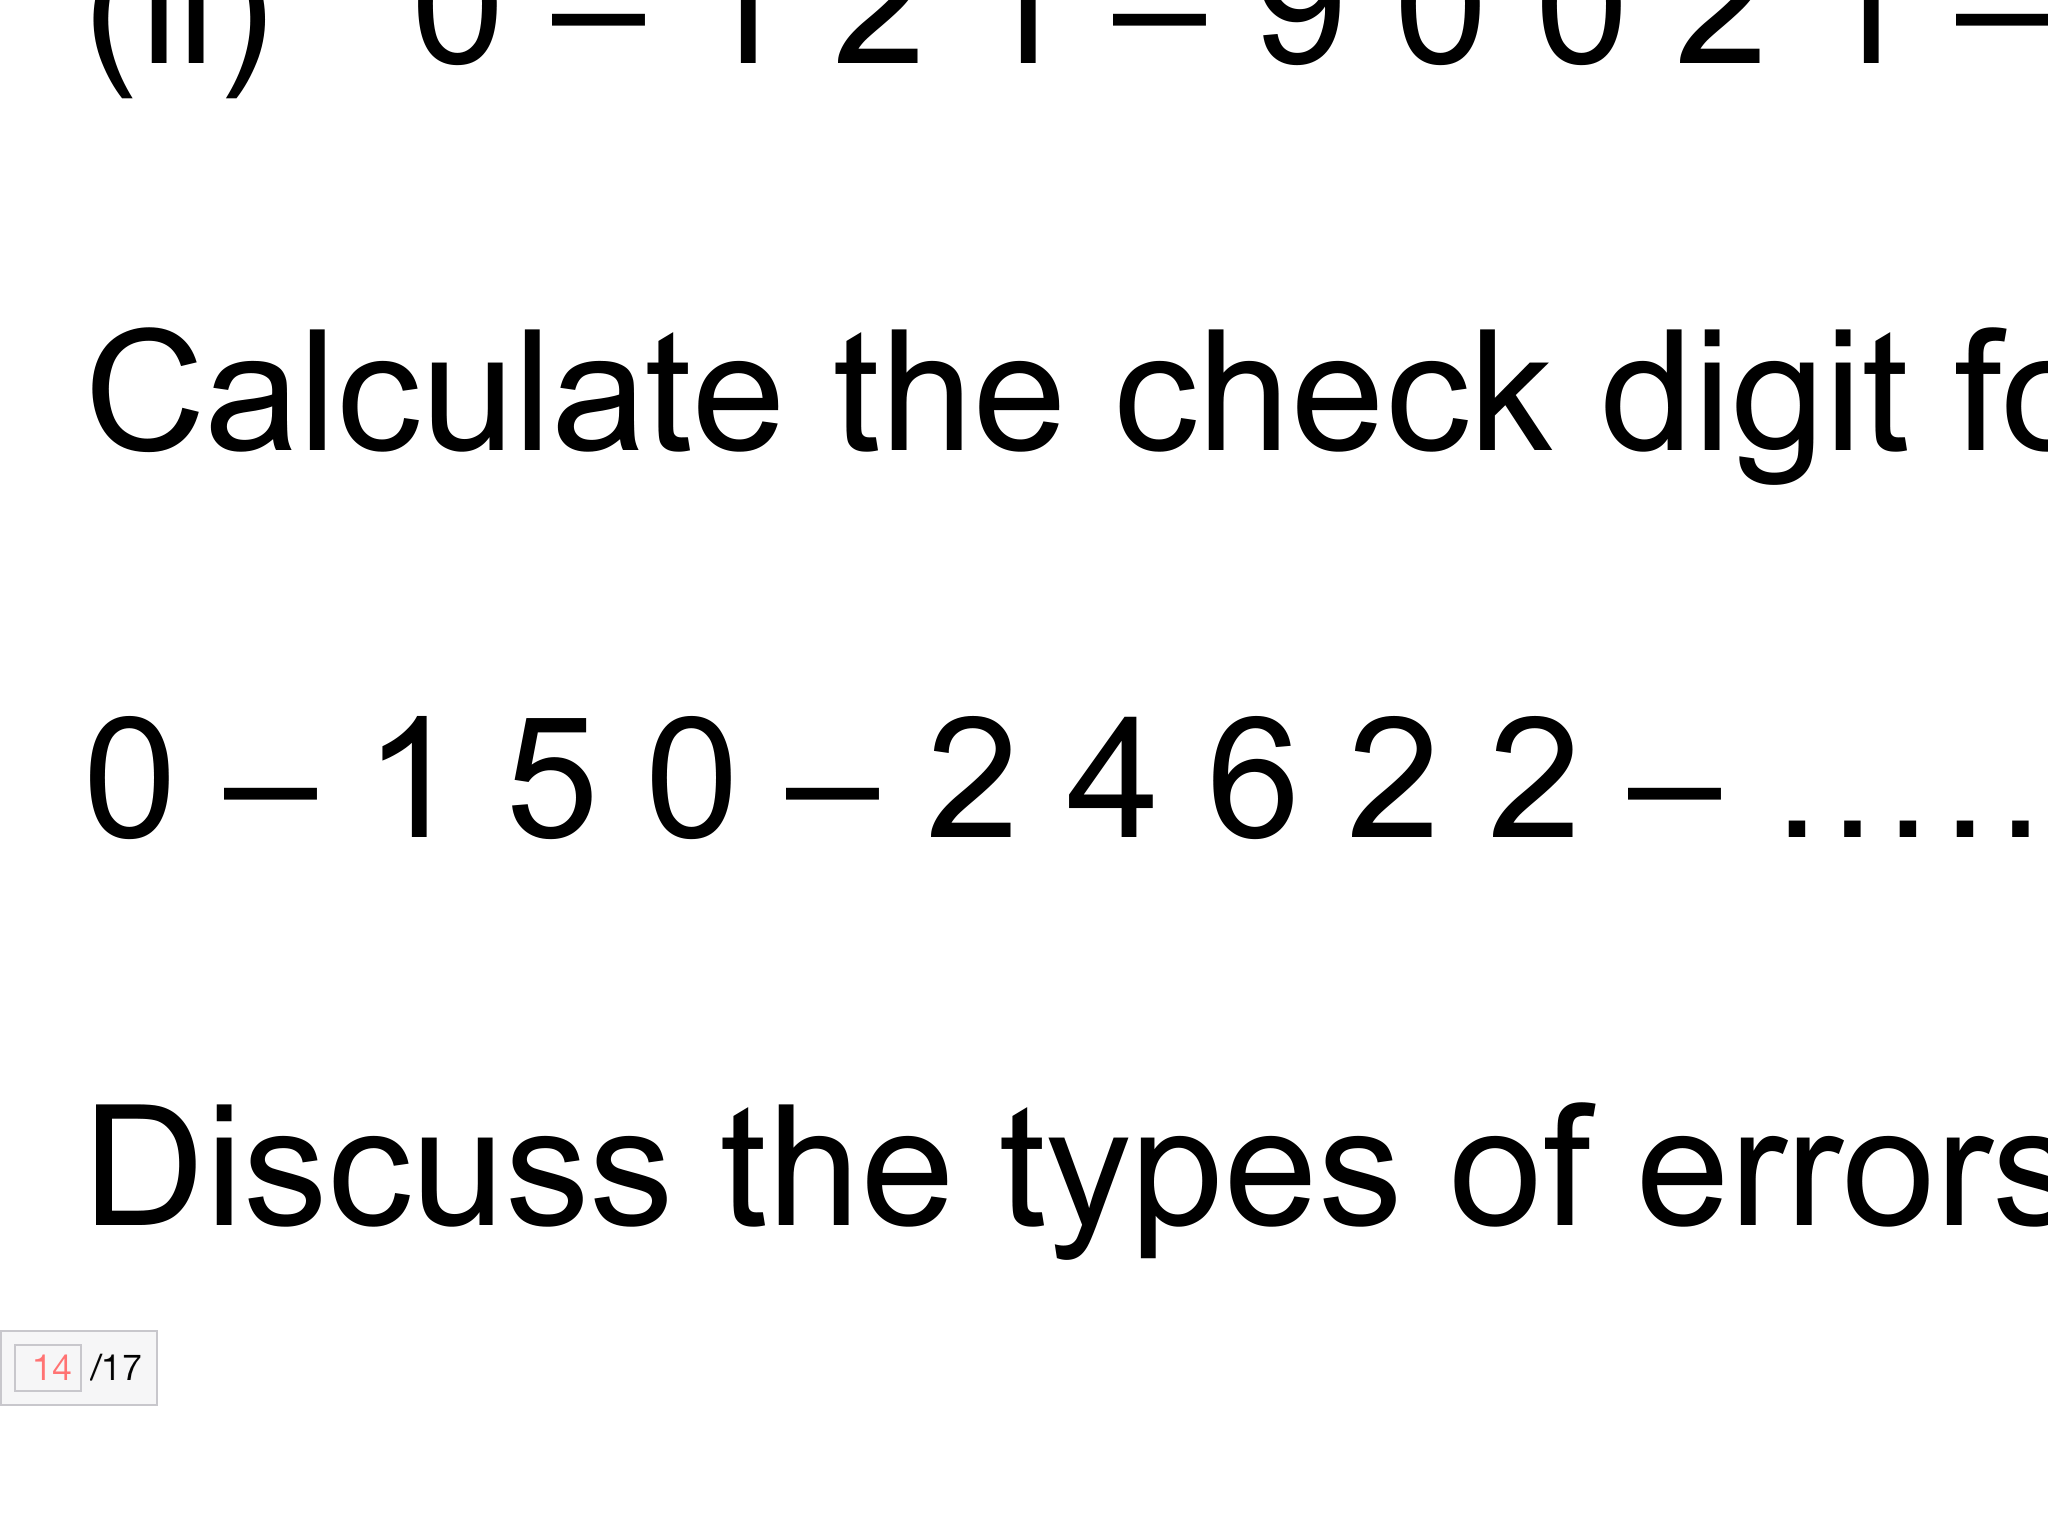 (ii) 0 – 1 2 1 – 9 0 0 2 1 –
Calculate the check digit fo
0 – 1 5 0 – 2 4 6 2 2 – .....
Discuss the types of errors
14 /17